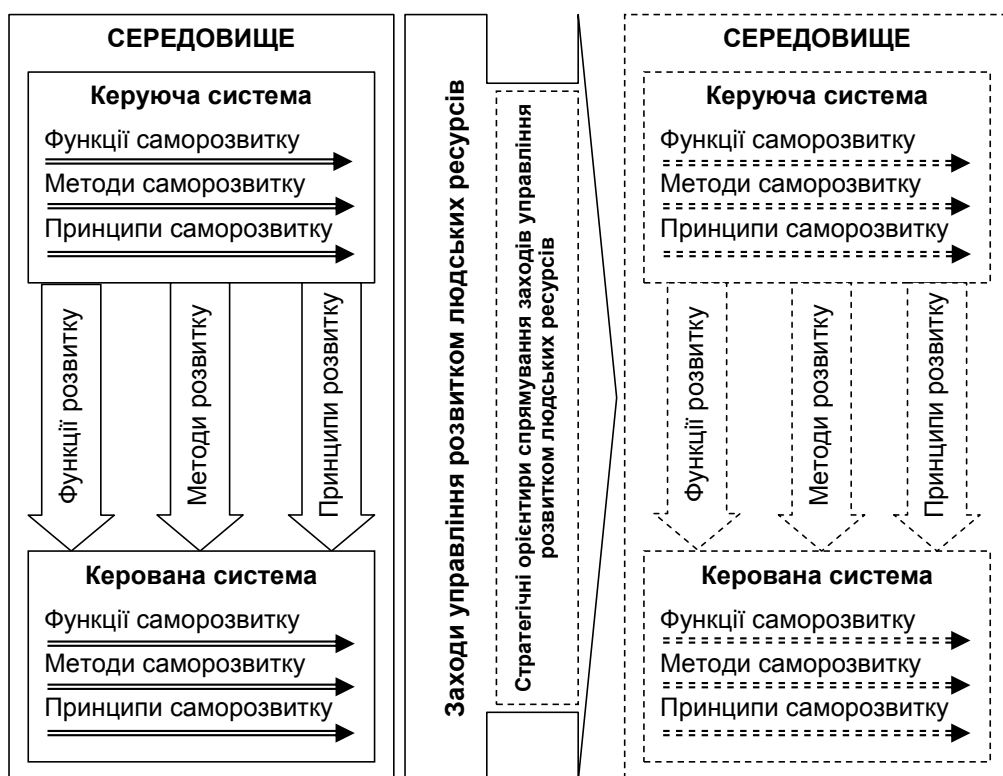 СЕРЕДОВИЩЕ
Керуюча система
Функції саморозвитку
Методи саморозвитку
Принципи саморозвитку
Функції розвитку
Методи розвитку
Принципи розвитку
Керована система
Функції саморозвитку
Методи саморозвитку
Принципи саморозвитку
Заходи управління розвитком людських ресурсів
Стратегічні орієнтири спрямування заходів управління
розвитком людських ресурсів
СЕРЕДОВИЩЕ
Керуюча система
Функції саморозвитку
Методи саморозвитку
Принципи саморозвитку
Функції розвитку
Методи розвитку
Принципи розвитку
Керована система
Функції саморозвитку
Методи саморозвитку
Принципи саморозвитку